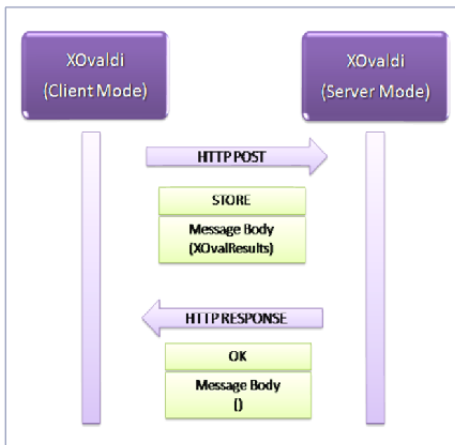 XOvaldi
(Client Mode)
XOvaldi
(Server Mode)
HTTP POST
STORE
Message Body
(XOvalResults)
HTTP RESPONSE
OK
Message Body
()